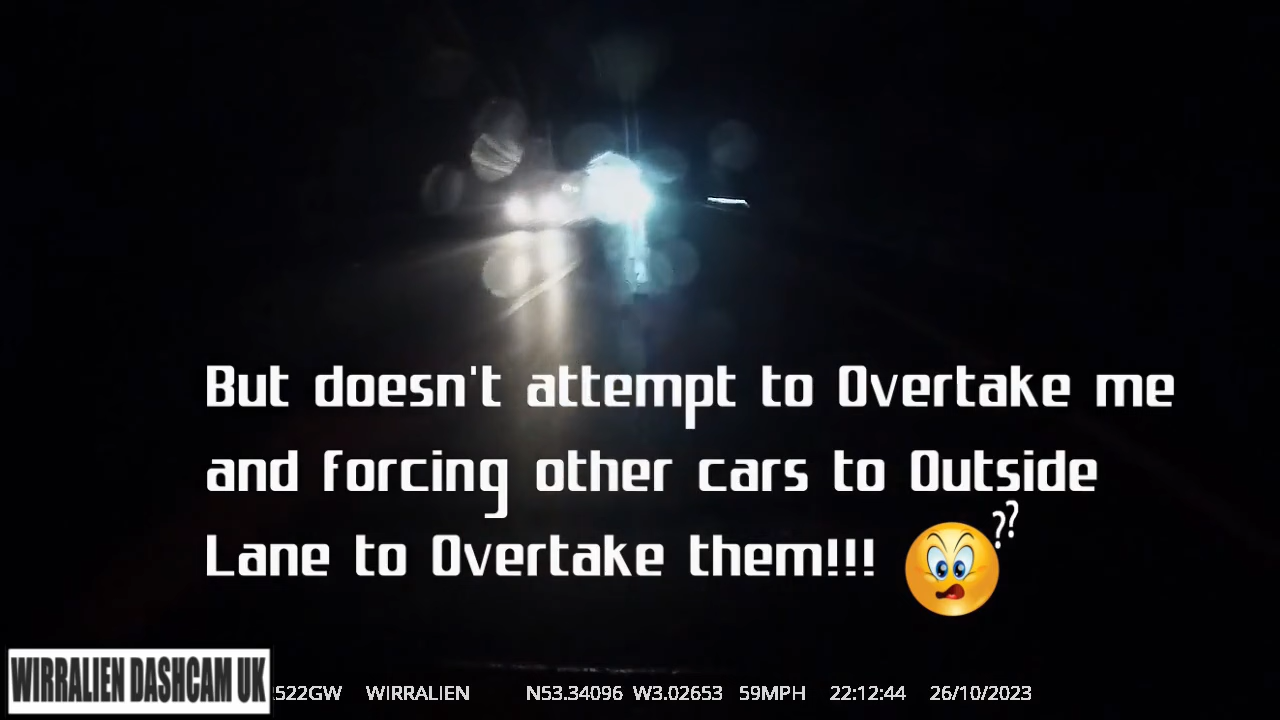 But doesn't attempt to Overtake me
and forcing other cars to Outside
Lane to Overtake them!!!
??
WIRRALIEN DASHCAM UK
522GW WIRRALIEN N53.34096 W3.02653 59MPH 22:12:44 26/10/2023